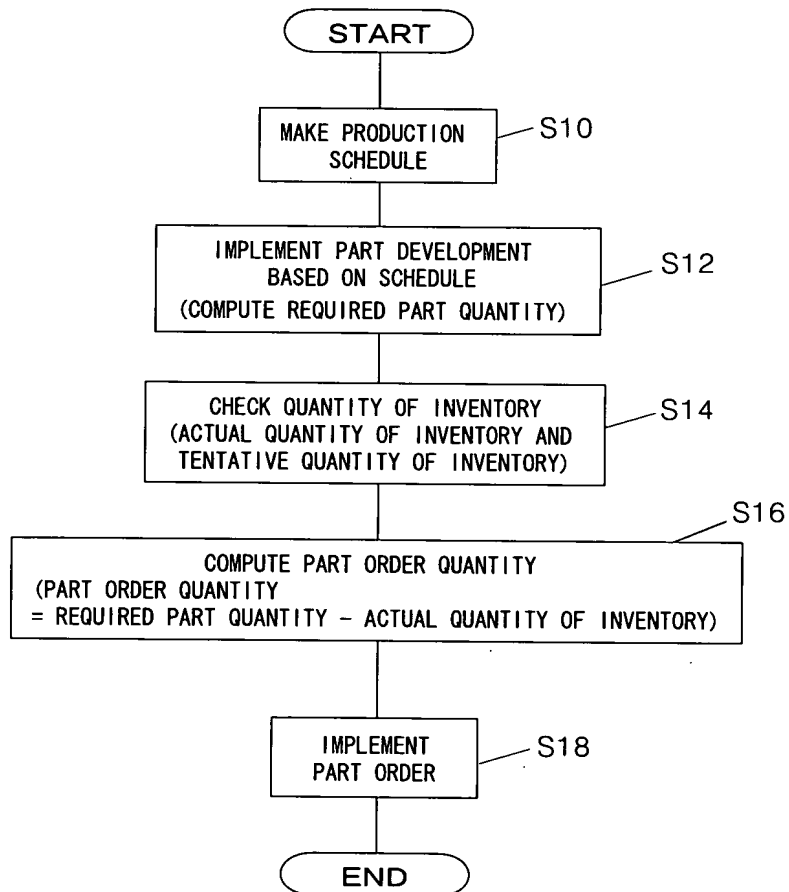 START
MAKE PRODUCTION
SCHEDULE
S10
IMPLEMENT PART DEVELOPMENT
BASED ON SCHEDULE
(COMPUTE REQUIRED PART QUANTITY)
S12
CHECK QUANTITY OF INVENTORY
(ACTUAL QUANTITY OF INVENTORY AND
TENTATIVE QUANTITY OF INVENTORY)
S14
S16
COMPUTE PART ORDER QUANTITY
(PART ORDER QUANTITY
= REQUIRED PART QUANTITY - ACTUAL QUANTITY OF INVENTORY)
IMPLEMENT
PART ORDER
S18
END